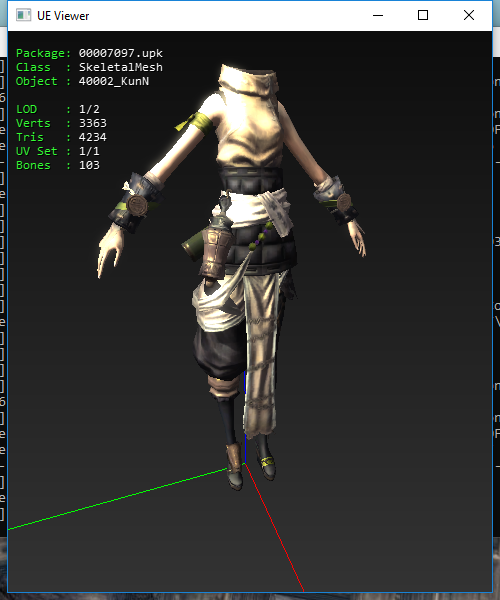 UE Viewer
Package: 00007097.upk
Class : SkeletalMesh
Object : 40002_KunN
LOD : 1/2
Verts : 3363
Tris : 4234
UV Set : 1/1
Bones : 103